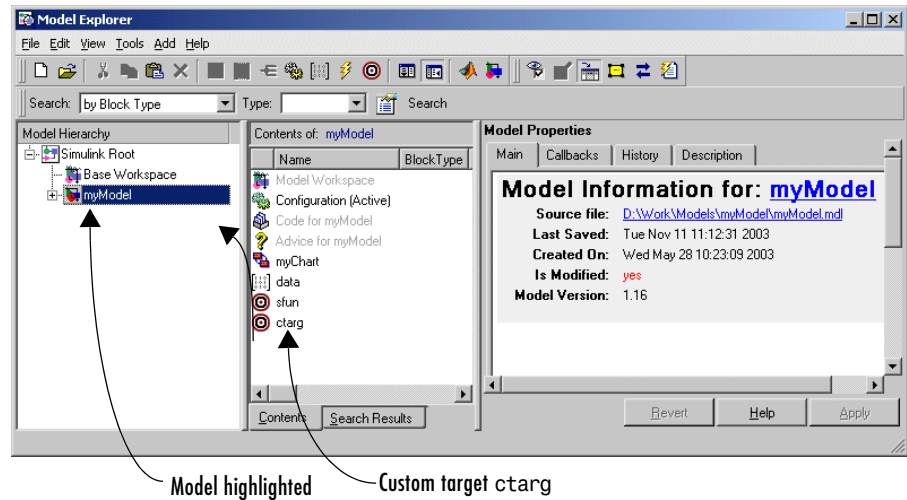 Model Explorer
File Edit View Tools Add Help
Search: by Block Type Type: Search
Model Hierarchy
Simulink Root
Base Workspace
myModel
Contents of: myModel
Name BlockType
Model Workspace
Configuration (Active)
Code for myModel
Advice for myModel
myChart
data
sfun
ctarg
Contents Search Results
Model Properties
Main Callbacks History Description
Model Information for: myModel
Source file: D:\Work\Models\myModel\myModel.mdl
Last Saved: Tue Nov 11 11:12:31 2003
Created On: Wed May 28 10:23:09 2003
Is Modified: yes
Model Version: 1.16
Revert Help Apply
Model highlighted
Custom target ctarg